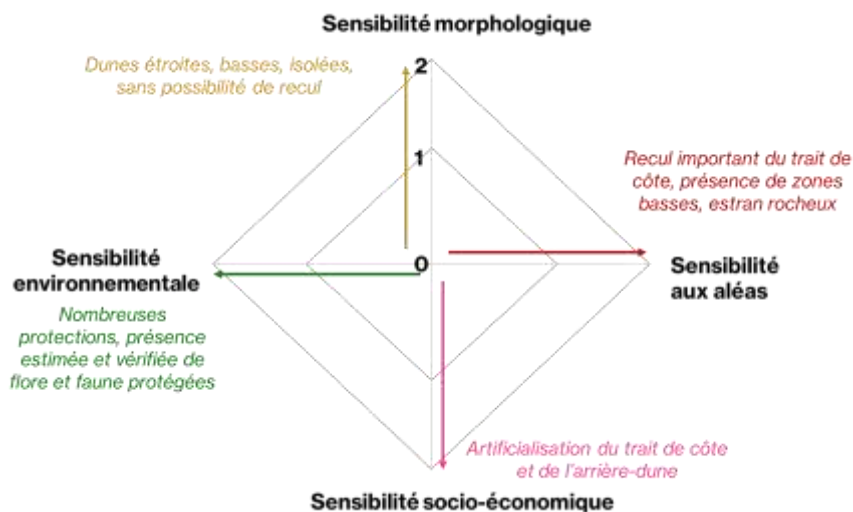 Sensibilité morphologique
Dunes étroites, basses, isolées,
sans possibilité de recul
2
1
Recul important du trait de
côte, présence de zones
basses, estran rocheux
Sensibilité
environnementale
0
Sensibilité
aux aléas
Nombreuses
protections, présence
estimée et vérifiée de
flore et faune protégées
Artificialisation du trait de côte
et de l'arrière-dune
Sensibilité socio-économique